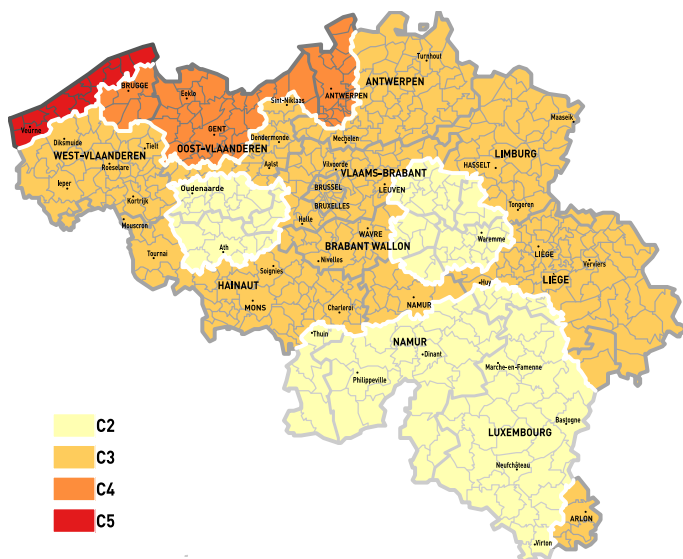 Turnhout
ANTWERPEN
BRUGGE
Eeklo
ANTWERPEN
Sint-Niklaas
Maaseik
Veurne
GENT
Diksmuide
Tielt
OOST-VLAANDEREN
Dendermonde
Mechelen
WEST-VLAANDEREN
LIMBURG
Roeselare
Aalst
Vilvoorde
HASSELT
VLAAMS-BRABANT
Ieper
Oudenaarde
BRUSSEL
LEUVEN
Kortrijk
BRUXELLES
Tongeren
Mouscron
Halle
WAVRE
Waremme
BRABANT WALLON
Ath
LIÈGE
Tournai
Nivelles
Verviers
Soignies
LIÈGE
HAINAUT
Huy
MONS
NAMUR
Charleroi
Thuin
NAMUR
Dinant
Marche-en-Famenne
Philippeville
Bastogne
LUXEMBOURG
C2
C3
Neufchâteau
C4
C5
ARLON
Virton